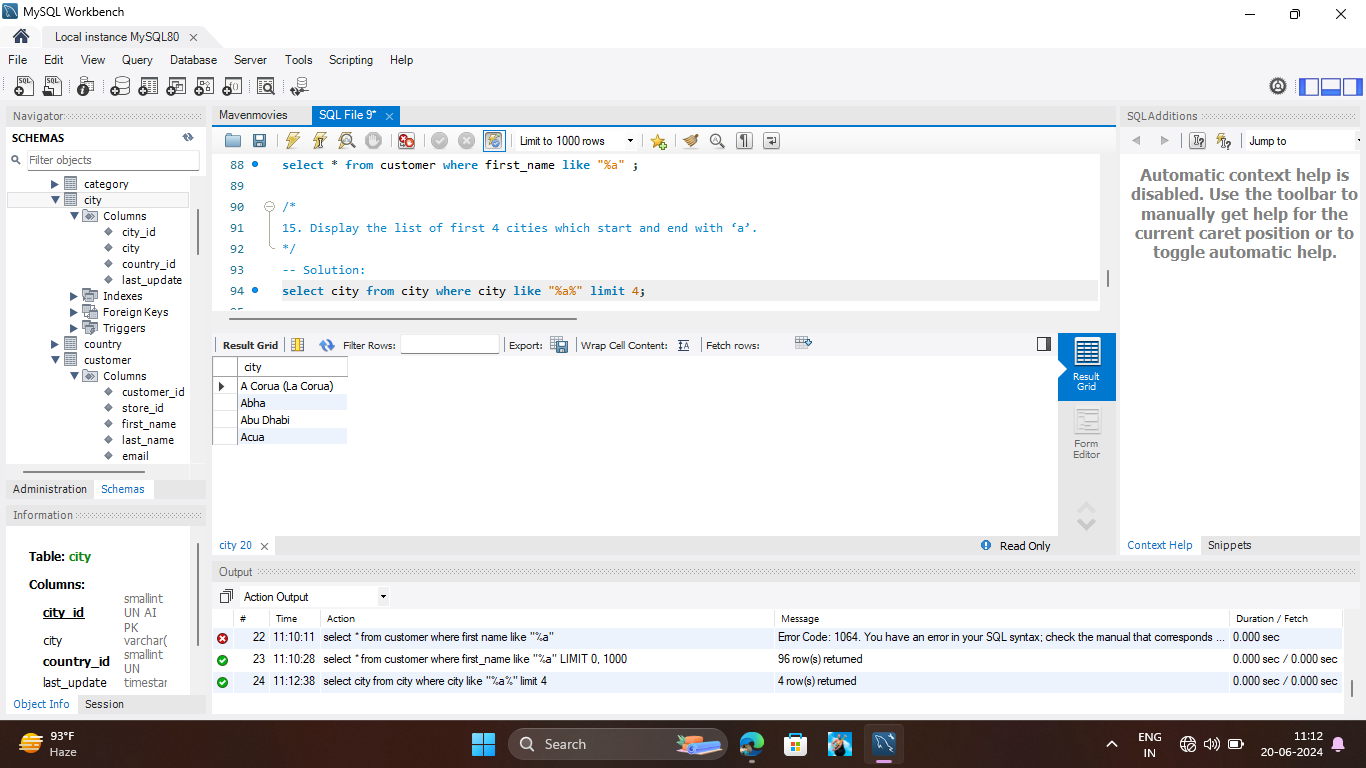 MySQL Workbench
Local instance MySQL80
File Edit View Query Database Server Tools Scripting Help
Navigator
SCHEMAS
Filter objects
category
city
Columns
city_id
city
country_id
last_update
Indexes
Foreign Keys
Triggers
country
customer
Columns
customer_id
store_id
first_name
last_name
email
Administration Schemas
Information
Table: city
Columns:
city_id smallint UN AI PK
city varchar(
country_id smallint UN
last_update timestar
Object Info Session
Mavenmovies SQL File 9*
Limit to 1000 rows
88 select * from customer where first_name like "%a" ;
89
90 /*
91 15. Display the list of first 4 cities which start and end with ‘a’.
92 */
93 -- Solution:
94 select city from city where city like "%a%" limit 4;
Result Grid Filter Rows: Export: Wrap Cell Content: Fetch rows:
city
A Corua (La Corua)
Abha
Abu Dhabi
Acua
Result Grid
Form Editor
city 20
Read Only
Output
Action Output
# Time Action Message Duration / Fetch
22 11:10:11 select * from customer where first name like "%a" Error Code: 1064. You have an error in your SQL syntax; check the manual that corresponds ... 0.000 sec
23 11:10:28 select * from customer where first_name like "%a" LIMIT 0, 1000 96 row(s) returned 0.000 sec / 0.000 sec
24 11:12:38 select city from city where city like "%a%" limit 4 4 row(s) returned 0.000 sec / 0.000 sec
SQLAdditions
Jump to
Automatic context help is
disabled. Use the toolbar to
manually get help for the
current caret position or to
toggle automatic help.
Context Help Snippets
93°F
Haze
Search
ENG
IN
11:12
20-06-2024